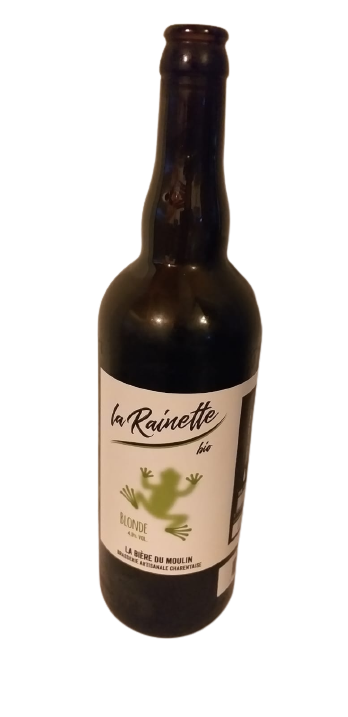 la Rainette
bio
BLONDE
LA BIÈRE DU MOULIN
BRASSERIE ARTISANALE CHARENTAISE